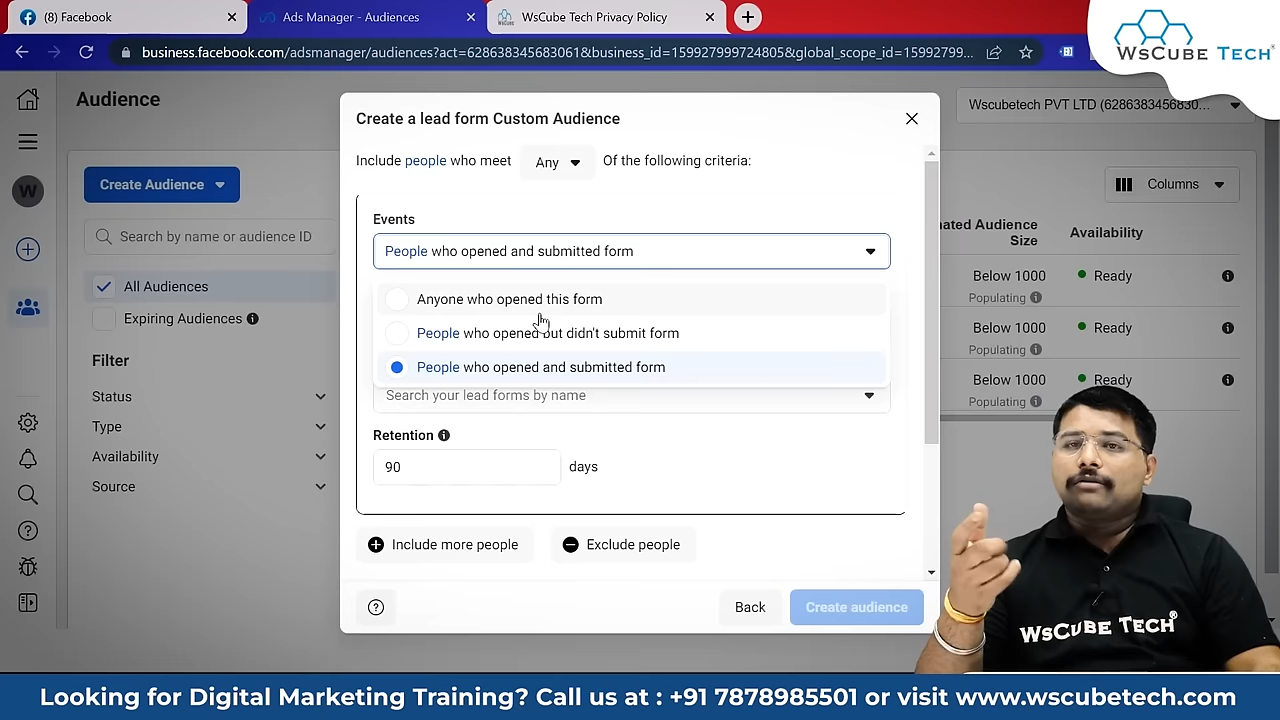 (8) Facebook
Ads Manager - Audiences
WsCube Tech Privacy Policy
business.facebook.com/adsmanager/audiences?act=628638345683061&business_id=159927999724805&global_scope_id=15992799...
WsCube Tech
Audience
Wscubetech PVT LTD (6286383456830...
Create Audience
Columns
Search by name or audience ID
All Audiences
Expiring Audiences
Filter
Status
Type
Availability
Source
Create a lead form Custom Audience
Include people who meet Any Of the following criteria:
Events
People who opened and submitted form
Anyone who opened this form
People who opened but didn't submit form
People who opened and submitted form
Search your lead forms by name
Retention
90 days
Include more people
Exclude people
Back
Create audience
Audience
Size
Availability
Below 1000
Ready
Populating
Below 1000
Ready
Populating
Below 1000
Ready
Populating
W
WsCube Tech
Looking for Digital Marketing Training? Call us at : +91 7878985501 or visit www.wscubetech.com